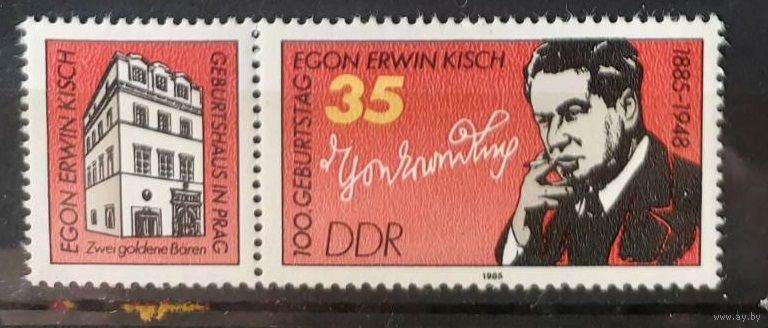 EGON ERWIN KISCH
GEBURTSHAUS IN PRAG
Zwei goldene Bären
100. GEBURTSTAG
EGON ERWIN KISCH
1885-1948
35
DDR
1985
www.ay.by